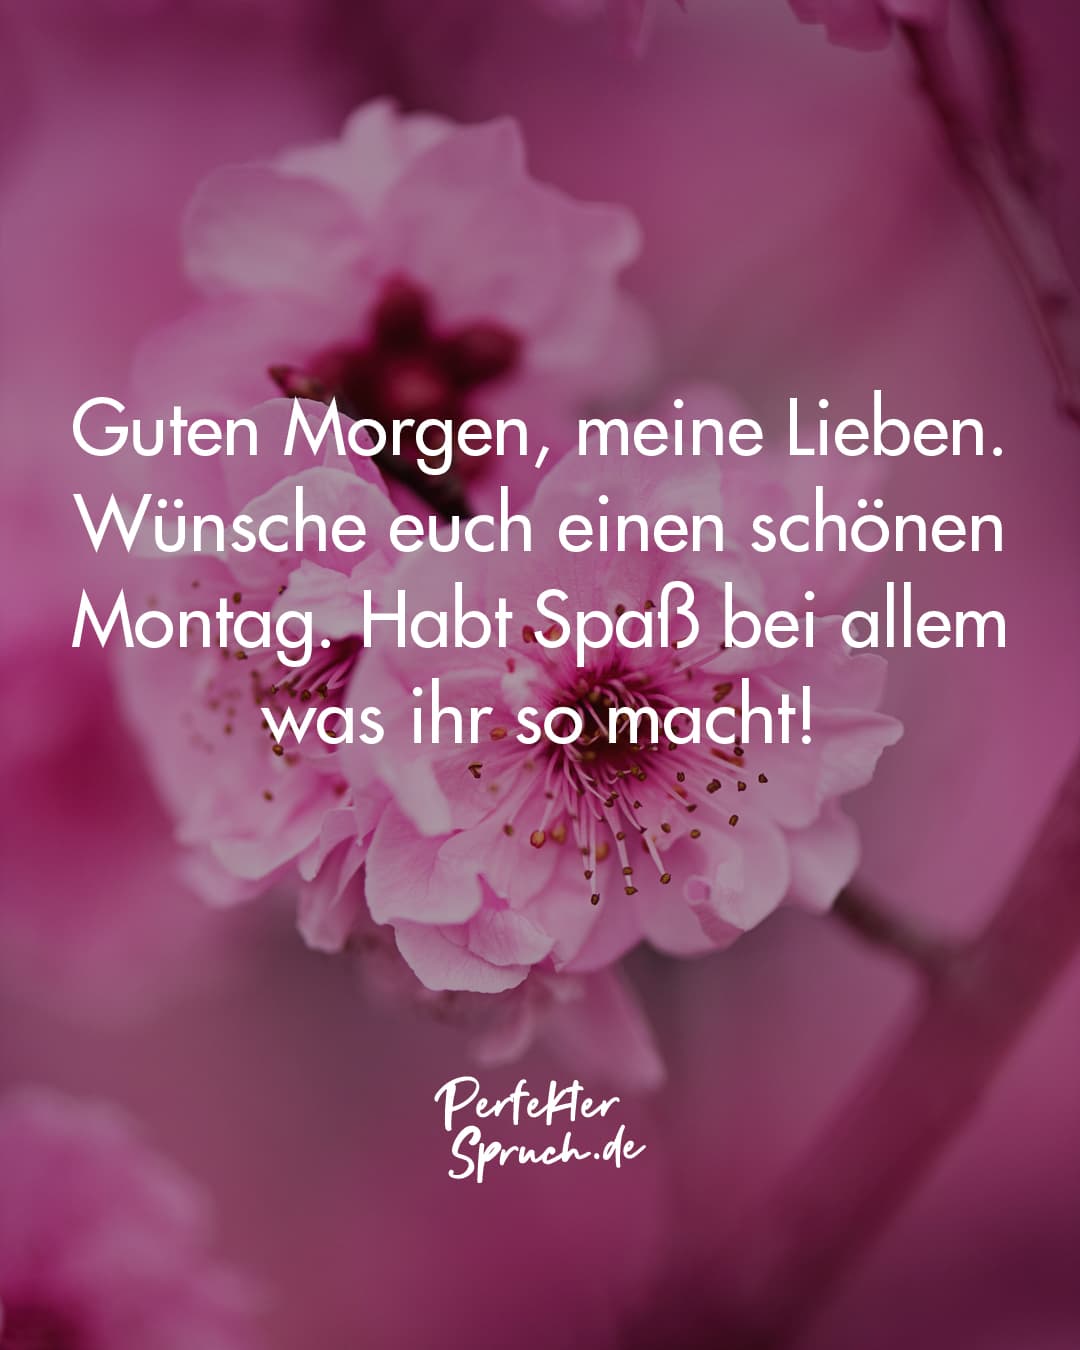 Guten Morgen, meine Lieben.
Wünsche euch einen schönen
Montag. Habt Spaß bei allem
was ihr so macht!
Perfekter
Spruch.de